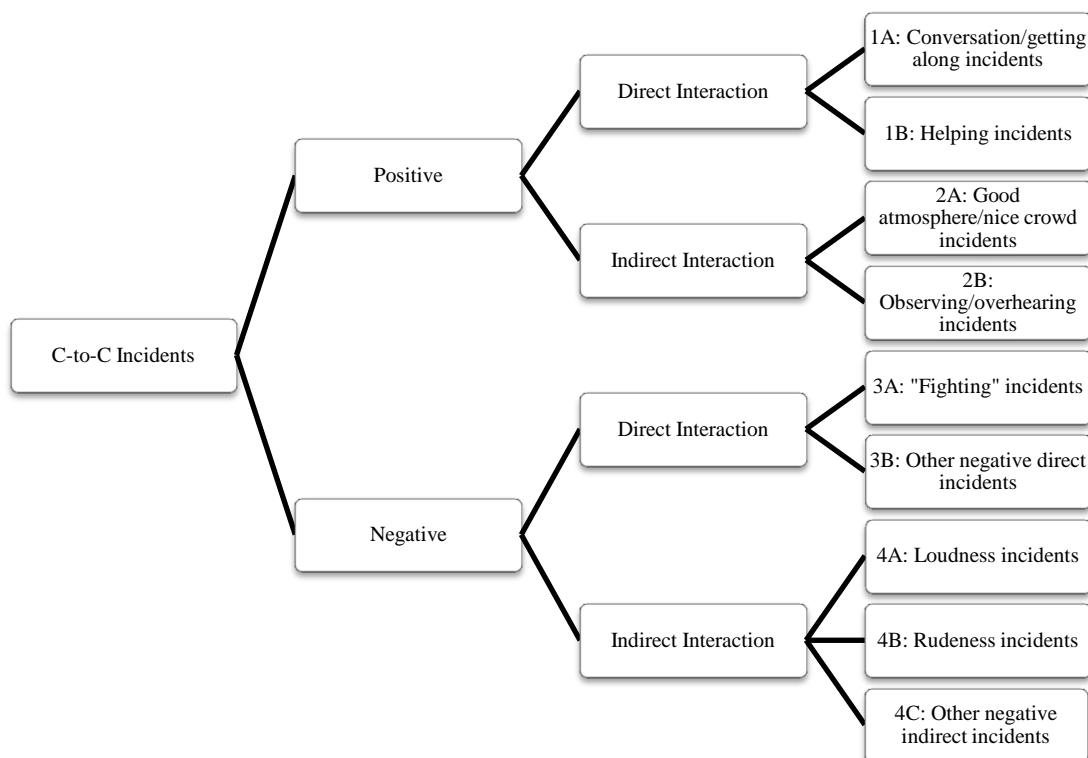 1A: Conversation/getting
along incidents
Direct Interaction
1B: Helping incidents
Positive
2A: Good
atmosphere/nice crowd
incidents
Indirect Interaction
2B:
Observing/overhearing
incidents
C-to-C Incidents
3A: "Fighting" incidents
Direct Interaction
3B: Other negative direct
incidents
Negative
4A: Loudness incidents
Indirect Interaction
4B: Rudeness incidents
4C: Other negative
indirect incidents